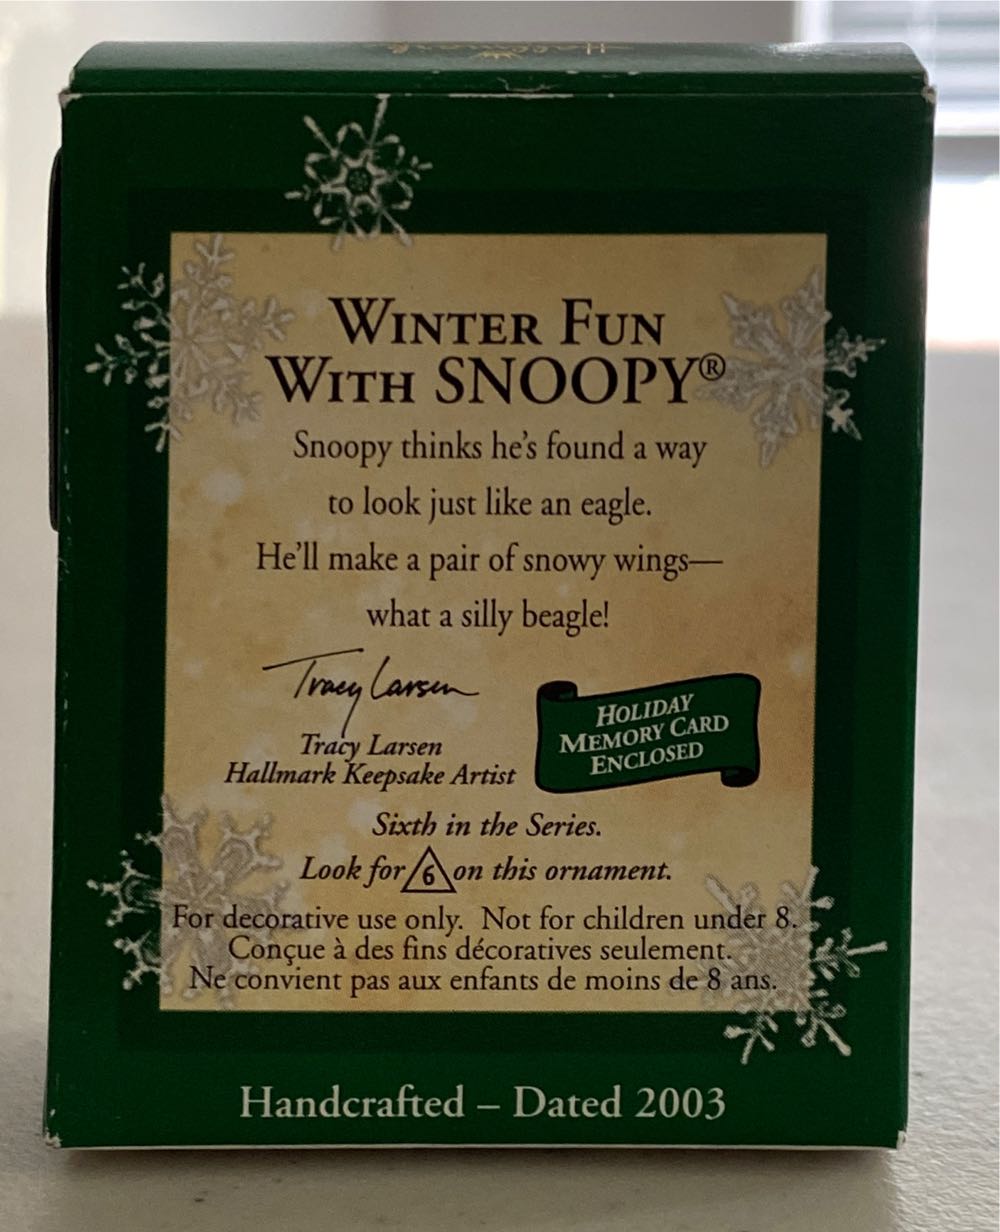 Hallmark
WINTER FUN
WITH SNOOPY®
Snoopy thinks he's found a way
to look just like an eagle.
He'll make a pair of snowy wings—
what a silly beagle!
Tracy Larsen
Tracy Larsen
Hallmark Keepsake Artist
HOLIDAY
MEMORY CARD
ENCLOSED
Sixth in the Series.
Look for 6 on this ornament.
For decorative use only. Not for children under 8.
Conçue à des fins décoratives seulement.
Ne convient pas aux enfants de moins de 8 ans.
Handcrafted – Dated 2003